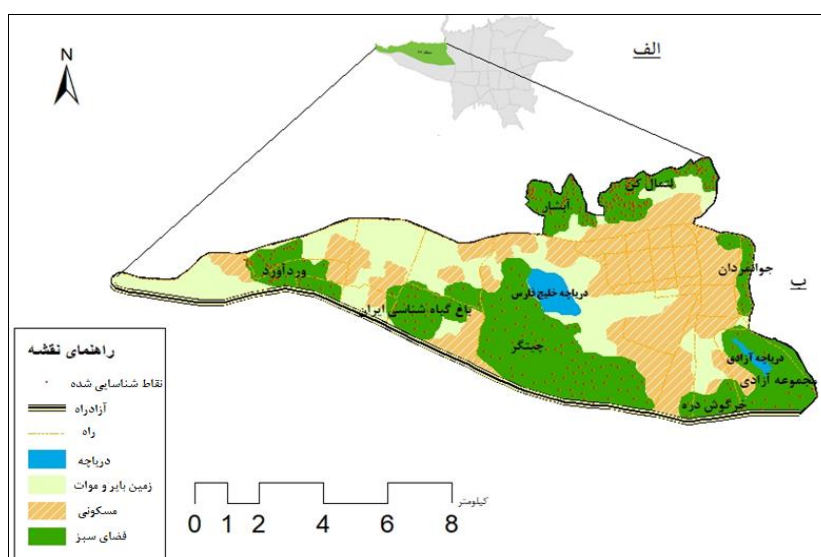 الف
N
شمال کن
آبشار
جوانمردان
ب
وردآورد
دریاچه خلیج فارس
باغ گیاه شناسی ایران
چیتگر
دریاچه آزادی
مجموعه آزادی
خرگوش دره
راهنمای نقشه
نقاط شناسایی شده
آزادراه
راه
دریاچه
زمین بایر و موات
مسکونی
فضای سبز
کیلومتر
0 1 2 4 6 8